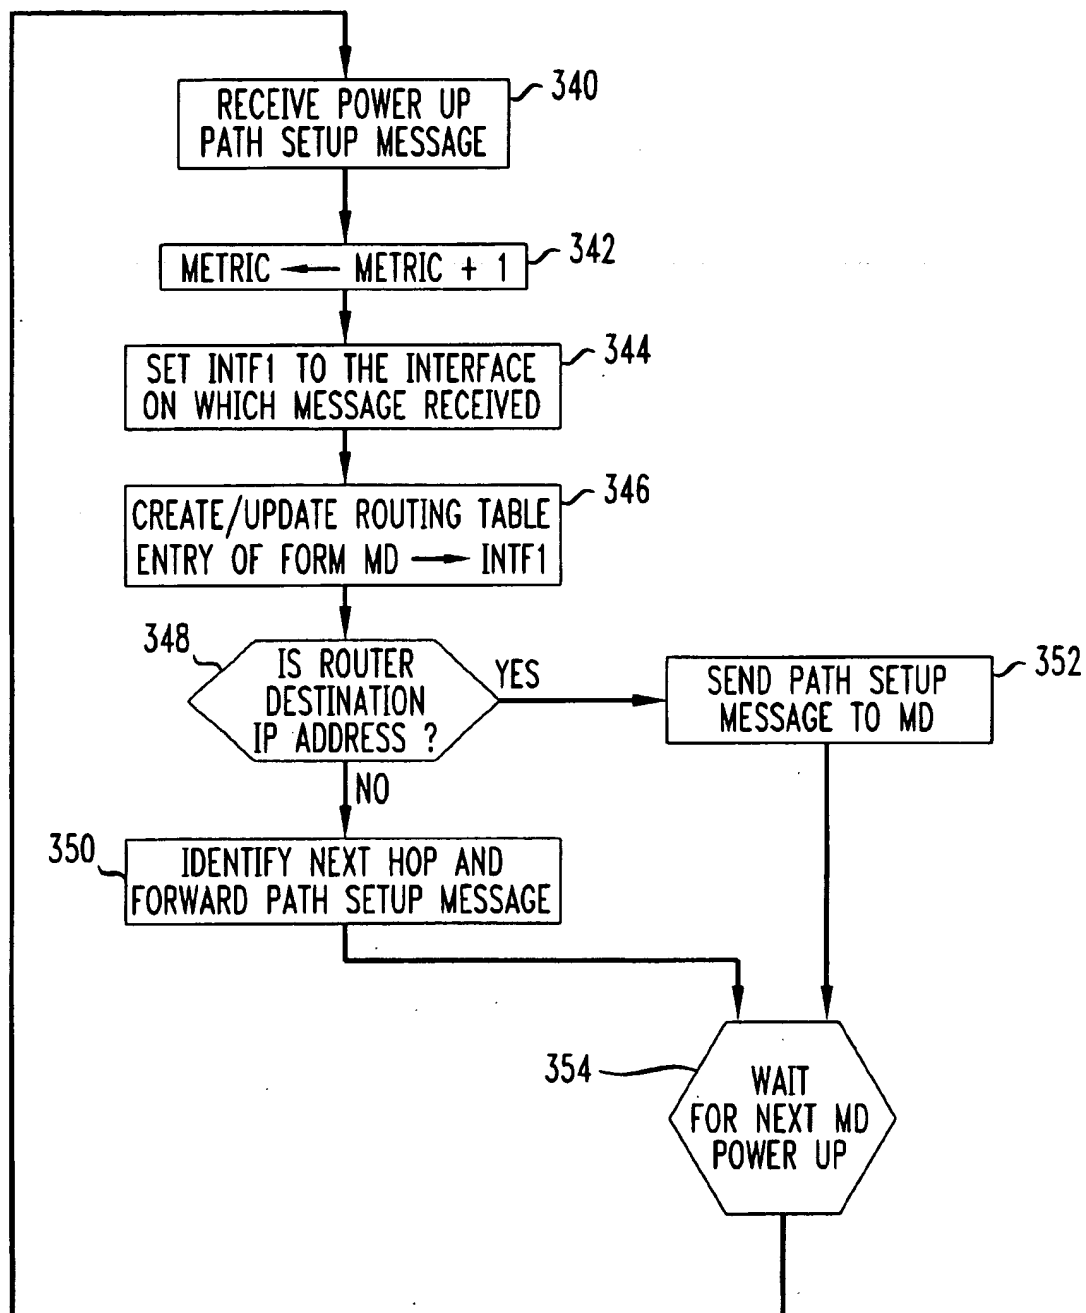 RECEIVE POWER UP
PATH SETUP MESSAGE
340
METRIC ← METRIC + 1
342
SET INTF1 TO THE INTERFACE
ON WHICH MESSAGE RECEIVED
344
CREATE/UPDATE ROUTING TABLE
ENTRY OF FORM MD → INTF1
346
348
IS ROUTER
DESTINATION
IP ADDRESS ?
YES
SEND PATH SETUP
MESSAGE TO MD
352
NO
350
IDENTIFY NEXT HOP AND
FORWARD PATH SETUP MESSAGE
354
WAIT
FOR NEXT MD
POWER UP